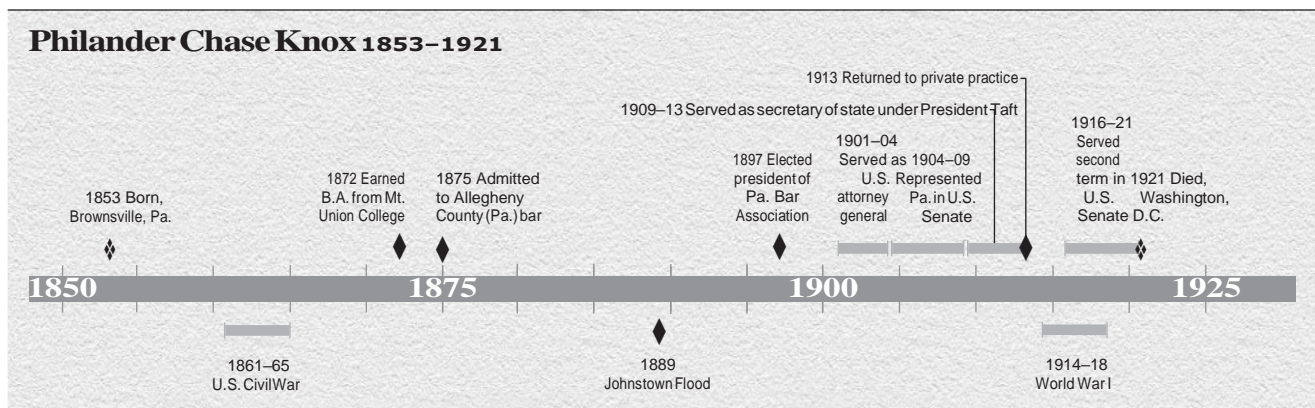 Philander Chase Knox 1853–1921
1853 Born,
Brownsville, Pa.
1872 Earned
B.A. from Mt.
Union College
1875 Admitted
to Allegheny
County (Pa.) bar
1897 Elected
president of
Pa. Bar
Association
1901–04
Served as
U.S.
attorney
general
1904–09
Represented
Pa. in U.S.
Senate
1909–13 Served as secretary of state under President Taft
1913 Returned to private practice
1916–21
Served
second
term in
U.S.
Senate
1921 Died,
Washington,
D.C.
1850
1875
1900
1925
1861–65
U.S. Civil War
1889
Johnstown Flood
1914–18
World War I